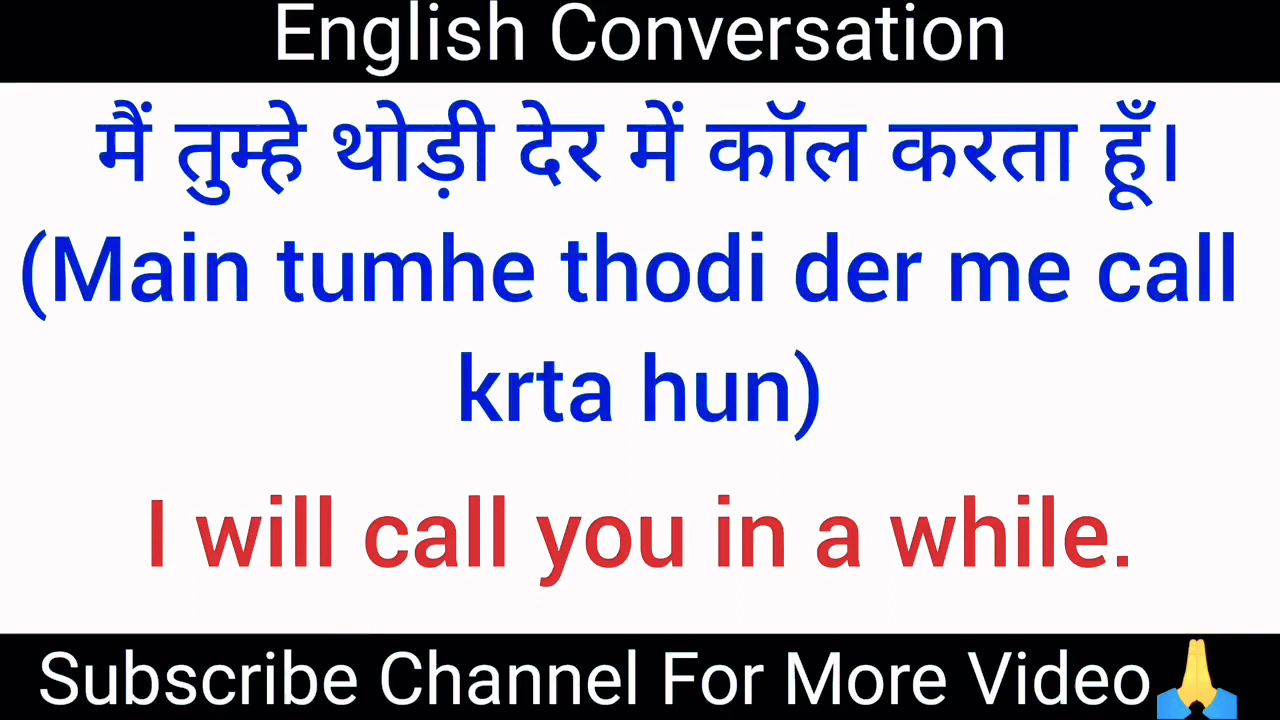 English Conversation
मैं तुम्हे थोड़ी देर में कॉल करता हूँ।
(Main tumhe thodi der me call
krta hun)
I will call you in a while.
Subscribe Channel For More Video🙏